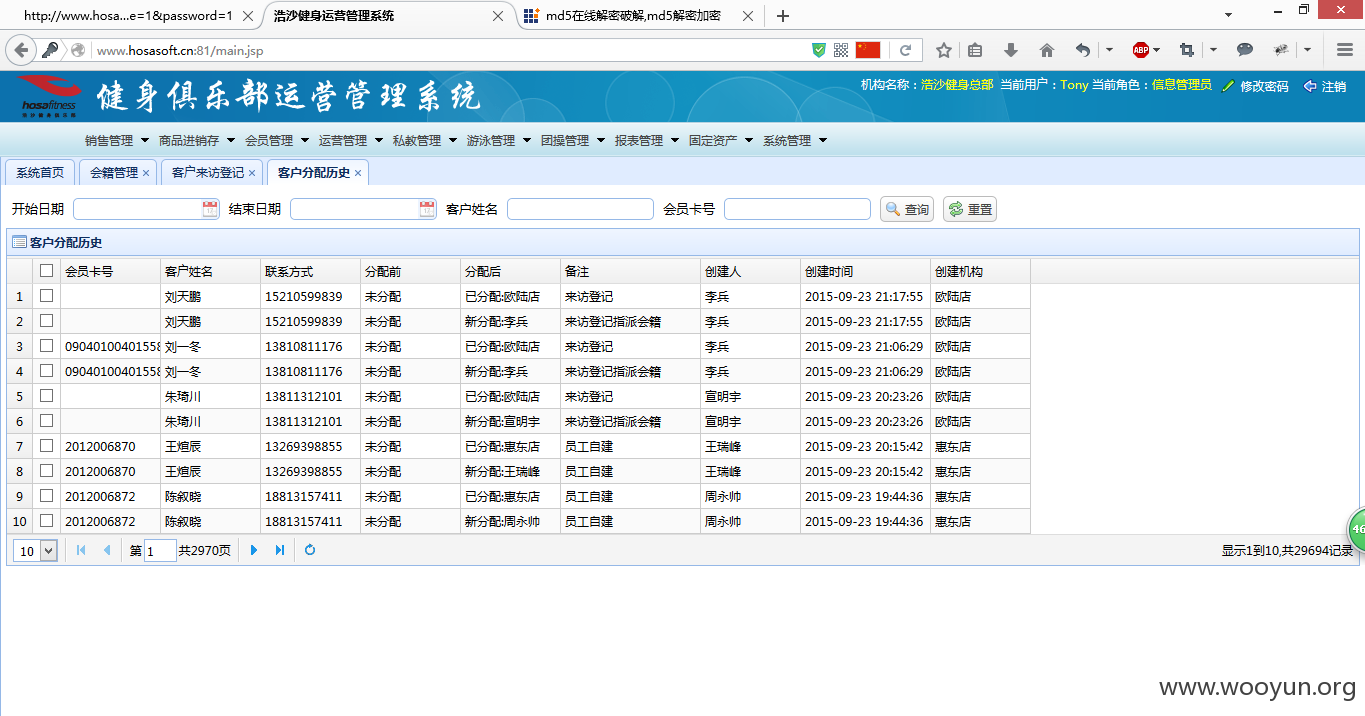 http://www.hosa...e=1&password=1
浩沙健身运营管理系统
md5在线解密破解,md5解密加密
www.hosasoft.cn:81/main.jsp
ABP
hosafitness
浩沙健身俱乐部
健身俱乐部运营管理系统
机构名称：浩沙健身总部 当前用户：Tony 当前角色：信息管理员 修改密码 注销
销售管理 商品进销存 会员管理 运营管理 私教管理 游泳管理 团操管理 报表管理 固定资产 系统管理
系统首页 会籍管理 × 客户来访登记 × 客户分配历史 ×
开始日期 结束日期 客户姓名 会员卡号 查询 重置
客户分配历史
会员卡号 客户姓名 联系方式 分配前 分配后 备注 创建人 创建时间 创建机构
1 刘天鹏 15210599839 未分配 已分配:欧陆店 来访登记 李兵 2015-09-23 21:17:55 欧陆店
2 刘天鹏 15210599839 未分配 新分配:李兵 来访登记指派会籍 李兵 2015-09-23 21:17:55 欧陆店
3 09040100401558 刘一冬 13810811176 未分配 已分配:欧陆店 来访登记 李兵 2015-09-23 21:06:29 欧陆店
4 09040100401558 刘一冬 13810811176 未分配 新分配:李兵 来访登记指派会籍 李兵 2015-09-23 21:06:29 欧陆店
5 朱琦川 13811312101 未分配 已分配:欧陆店 来访登记 宣明宇 2015-09-23 20:23:26 欧陆店
6 朱琦川 13811312101 未分配 新分配:宣明宇 来访登记指派会籍 宣明宇 2015-09-23 20:23:26 欧陆店
7 2012006870 王煊辰 13269398855 未分配 已分配:惠东店 员工自建 王瑞峰 2015-09-23 20:15:42 惠东店
8 2012006870 王煊辰 13269398855 未分配 新分配:王瑞峰 员工自建 王瑞峰 2015-09-23 20:15:42 惠东店
9 2012006872 陈叙晓 18813157411 未分配 已分配:惠东店 员工自建 周永帅 2015-09-23 19:44:36 惠东店
10 2012006872 陈叙晓 18813157411 未分配 新分配:周永帅 员工自建 周永帅 2015-09-23 19:44:36 惠东店
46
10 第 1 共2970页 显示1到10,共29694记录
www.wooyun.org